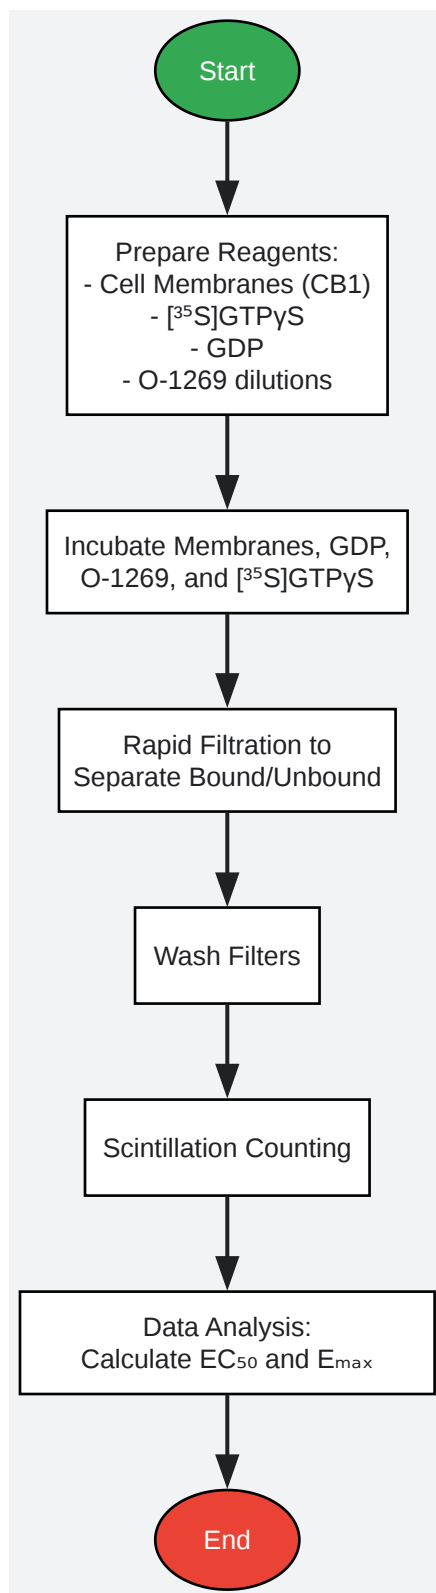 Start
Prepare Reagents:
- Cell Membranes (CB1)
- [³⁵S]GTPγS
- GDP
- O-1269 dilutions
Incubate Membranes, GDP,
O-1269, and [³⁵S]GTPγS
Rapid Filtration to
Separate Bound/Unbound
Wash Filters
Scintillation Counting
Data Analysis:
Calculate EC₅₀ and Eₘₐₓ
End